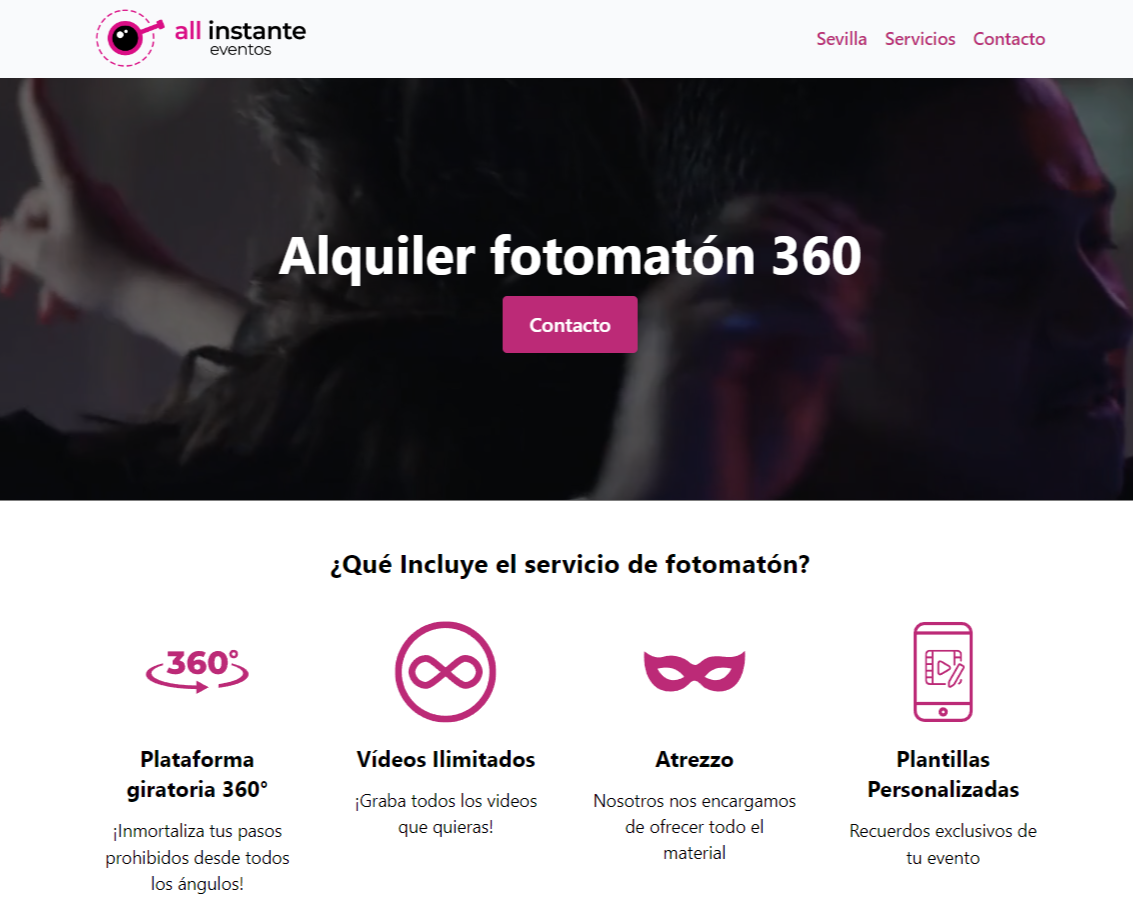 all instante
eventos
Sevilla Servicios Contacto
Alquiler fotomatón 360
Contacto
¿Qué Incluye el servicio de fotomatón?
360°
Plataforma
giratoria 360°
¡Inmortaliza tus pasos
prohibidos desde todos
los ángulos!
Vídeos Ilimitados
¡Graba todos los videos
que quieras!
Atrezzo
Nosotros nos encargamos
de ofrecer todo el
material
Plantillas
Personalizadas
Recuerdos exclusivos de
tu evento